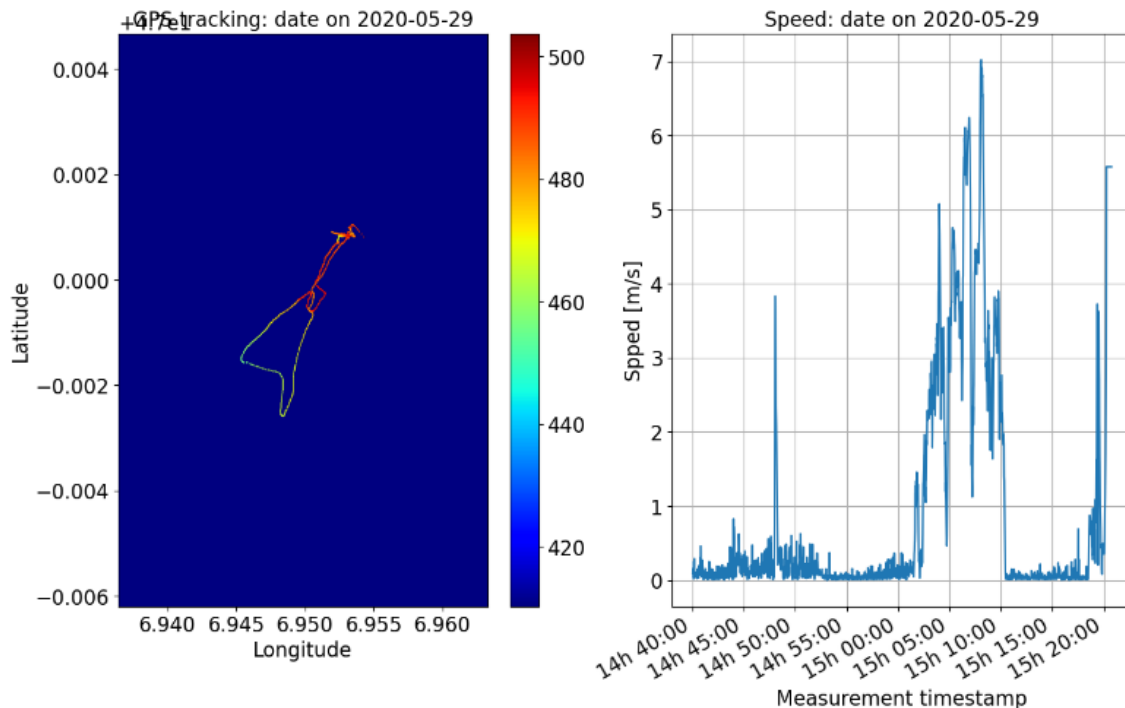 +4.7e1
GPS tracking: date on 2020-05-29
0.004
0.002
0.000
−0.002
−0.004
−0.006
Latitude
6.940 6.945 6.950 6.955 6.960
Longitude
500
480
460
440
420
Speed: date on 2020-05-29
7
6
5
4
3
2
1
0
Spped [m/s]
14h 40:00
14h 45:00
14h 50:00
14h 55:00
15h 00:00
15h 05:00
15h 10:00
15h 15:00
15h 20:00
Measurement timestamp